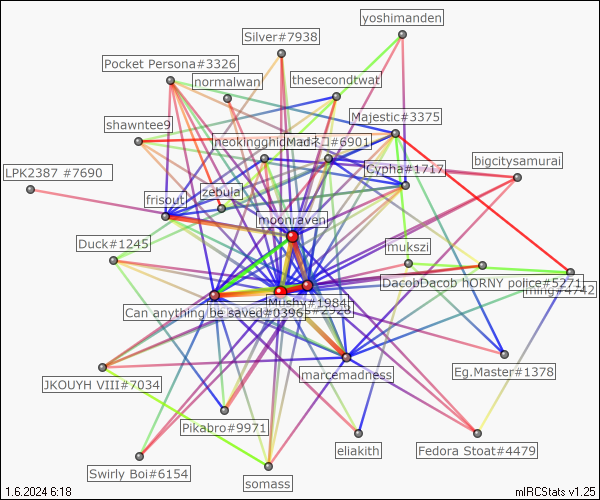 yoshimanden
Silver#7938
Pocket Persona#3326
normalwan
thesecondtwat
Majestic#3375
shawntee9
neokingghidMadネコ#6901
bigcitysamurai
Cypha#1717
LPK2387 #7690
zebula
frisout
moonraven
Duck#1245
mukszi
DacobDacob hORNY police#5271
#4742
Mushy#1984
Can anything be saved#0396
#2928
marcemadness
Eg.Master#1378
JKOUYH VIII#7034
Pikabro#9971
eliakith
Fedora Stoat#4479
Swirly Boi#6154
somass
1.6.2024 6:18
mIRCStats v1.25